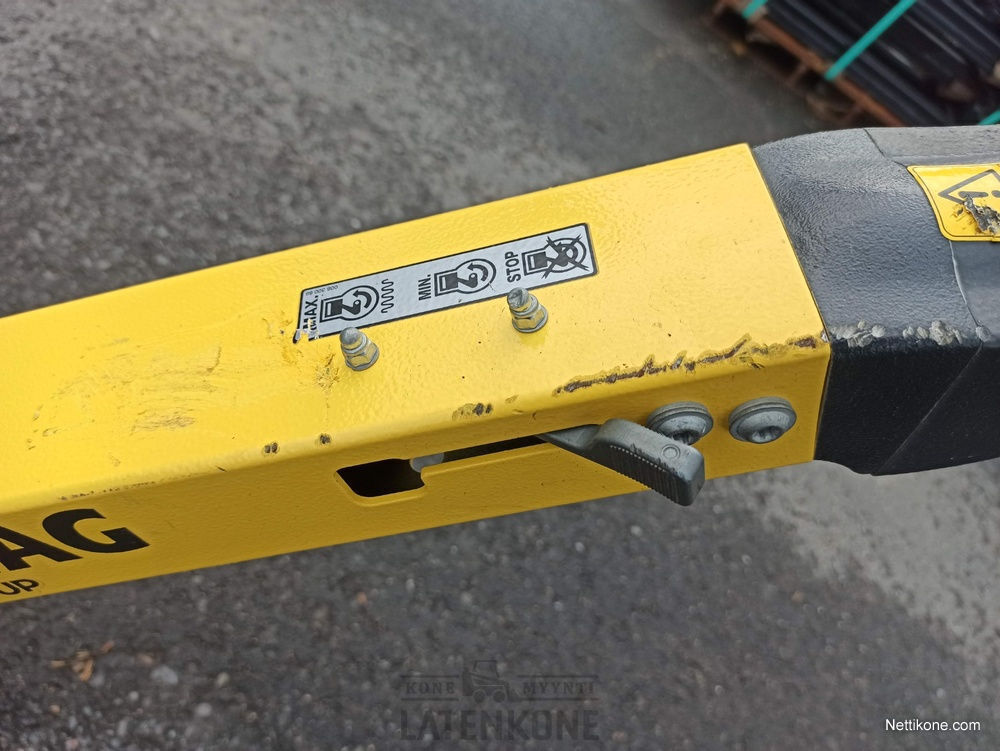 MAX.
MIN.
STOP
AG
UP
KONE MYYNTI
LATENKONE
Nettikone.com